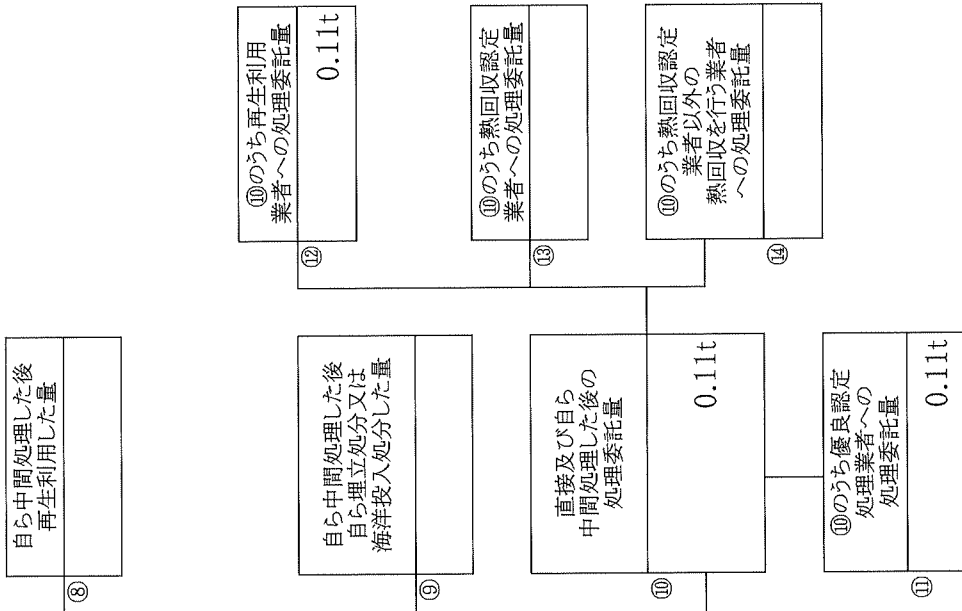 ⑧
自ら中間処理した後
再生利用した量
⑨
自ら中間処理した後
自ら埋立処分又は
海洋投入処分した量
⑩
直接及び自ら
中間処理した後の
処理委託量
0.11t
⑪
⑩のうち優良認定
処理業者への
処理委託量
0.11t
⑫
⑩のうち再生利用
業者への処理委託量
0.11t
⑬
⑩のうち熱回収認定
業者への処理委託量
⑭
⑩のうち熱回収認定
業者以外の
熱回収を行う業者
への処理委託量